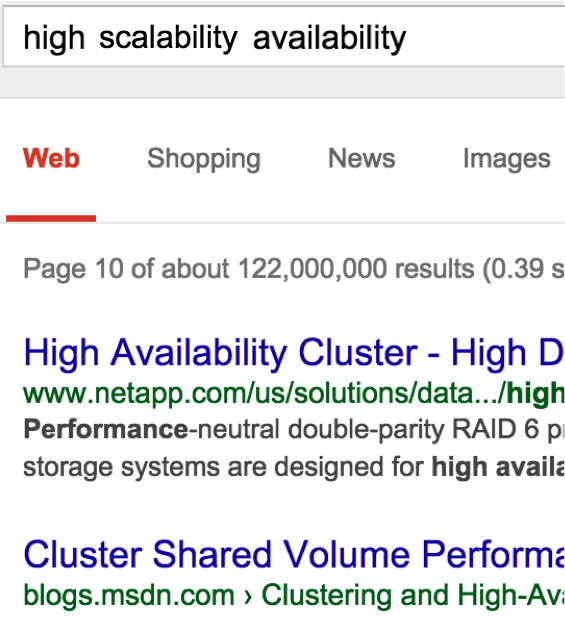 high scalability availability
Web Shopping News Images
Page 10 of about 122,000,000 results (0.39 s
High Availability Cluster - High D
www.netapp.com/us/solutions/data.../high
Performance-neutral double-parity RAID 6 p
storage systems are designed for high availa
Cluster Shared Volume Performa
blogs.msdn.com › Clustering and High-Ava